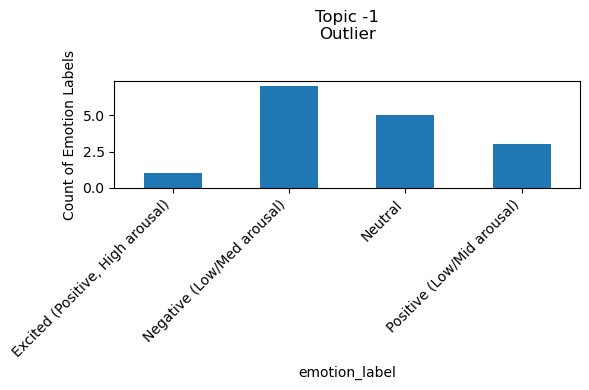 Topic -1
Outlier
Count of Emotion Labels
5.0
2.5
0.0
Excited (Positive, High arousal)
Negative (Low/Med arousal)
Neutral
Positive (Low/Mid arousal)
emotion_label